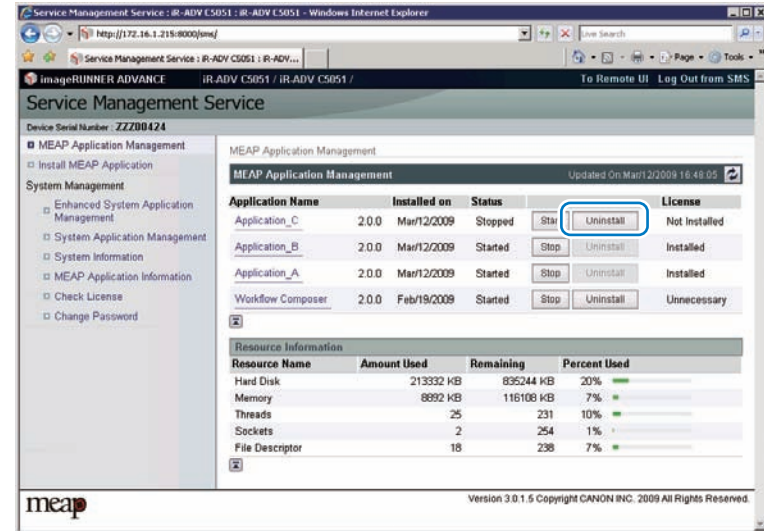 Service Management Service : iR-ADV C5051 : iR-ADV C5051 - Windows Internet Explorer
http://172.16.1.215:8000/sms/
Live Search
Service Management Service : iR-ADV C5051 : iR-ADV...
Page
Tools
imageRUNNER ADVANCE iR-ADV C5051 / iR-ADV C5051 / To Remote UI Log Out from SMS
Service Management Service
Device Serial Number : ZZZ00424
MEAP Application Management
Install MEAP Application
System Management
Enhanced System Application
Management
System Application Management
System Information
MEAP Application Information
Check License
Change Password
MEAP Application Management
MEAP Application Management Updated On:Mar/12/2009 16:48:05
Application Name Installed on Status License
Application_C 2.0.0 Mar/12/2009 Stopped Start Uninstall Not Installed
Application_B 2.0.0 Mar/12/2009 Started Stop Uninstall Installed
Application_A 2.0.0 Mar/12/2009 Started Stop Uninstall Installed
Workflow Composer 2.0.0 Feb/19/2009 Started Stop Uninstall Unnecessary
Resource Information
Resource Name Amount Used Remaining Percent Used
Hard Disk 213332 KB 835244 KB 20%
Memory 8892 KB 116108 KB 7%
Threads 25 231 10%
Sockets 2 254 1%
File Descriptor 18 238 7%
meap
Version 3.0.1.5 Copyright CANON INC. 2009 All Rights Reserved.